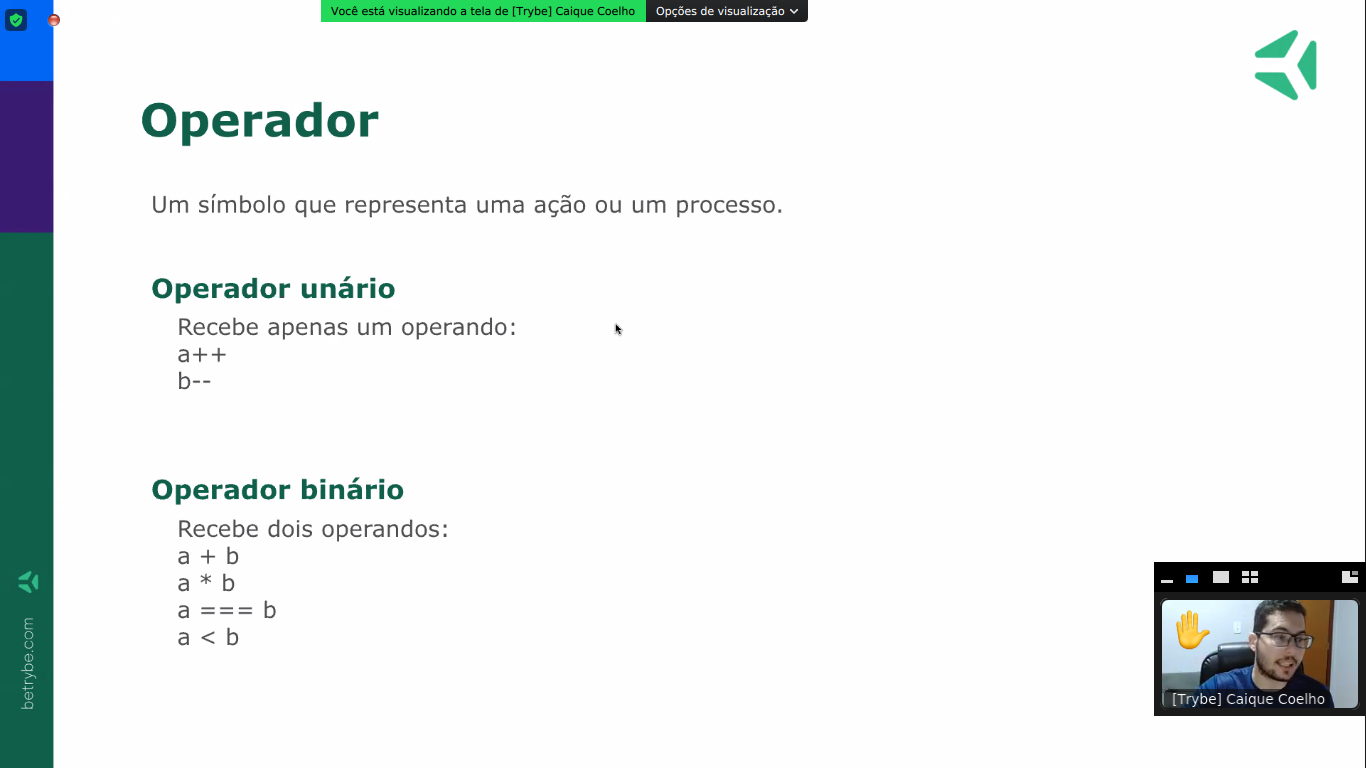 Você está visualizando a tela de [Trybe] Caique Coelho
Opções de visualização
Operador
Um símbolo que representa uma ação ou um processo.
Operador unário
Recebe apenas um operando:
a++
b--
Operador binário
Recebe dois operandos:
a + b
a * b
a === b
a < b
betrybe.com
[Trybe] Caique Coelho